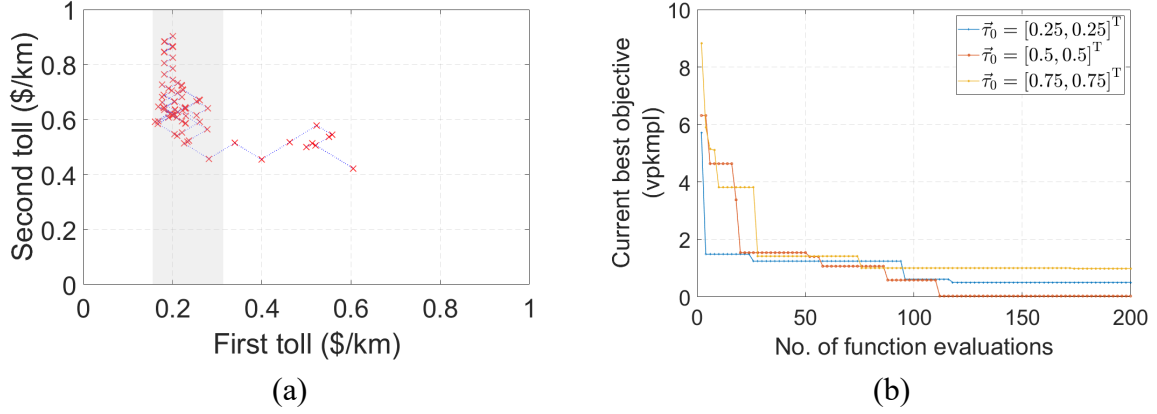 1
0.8
0.6
0.4
0.2
0
Second toll ($/km)
0
0.2
0.4
0.6
0.8
1
First toll ($/km)
(a)
10
8
6
4
2
0
Current best objective
(vpkmpl)
τ⃗₀ = [0.25, 0.25]ᵀ
τ⃗₀ = [0.5, 0.5]ᵀ
τ⃗₀ = [0.75, 0.75]ᵀ
0
50
100
150
200
No. of function evaluations
(b)